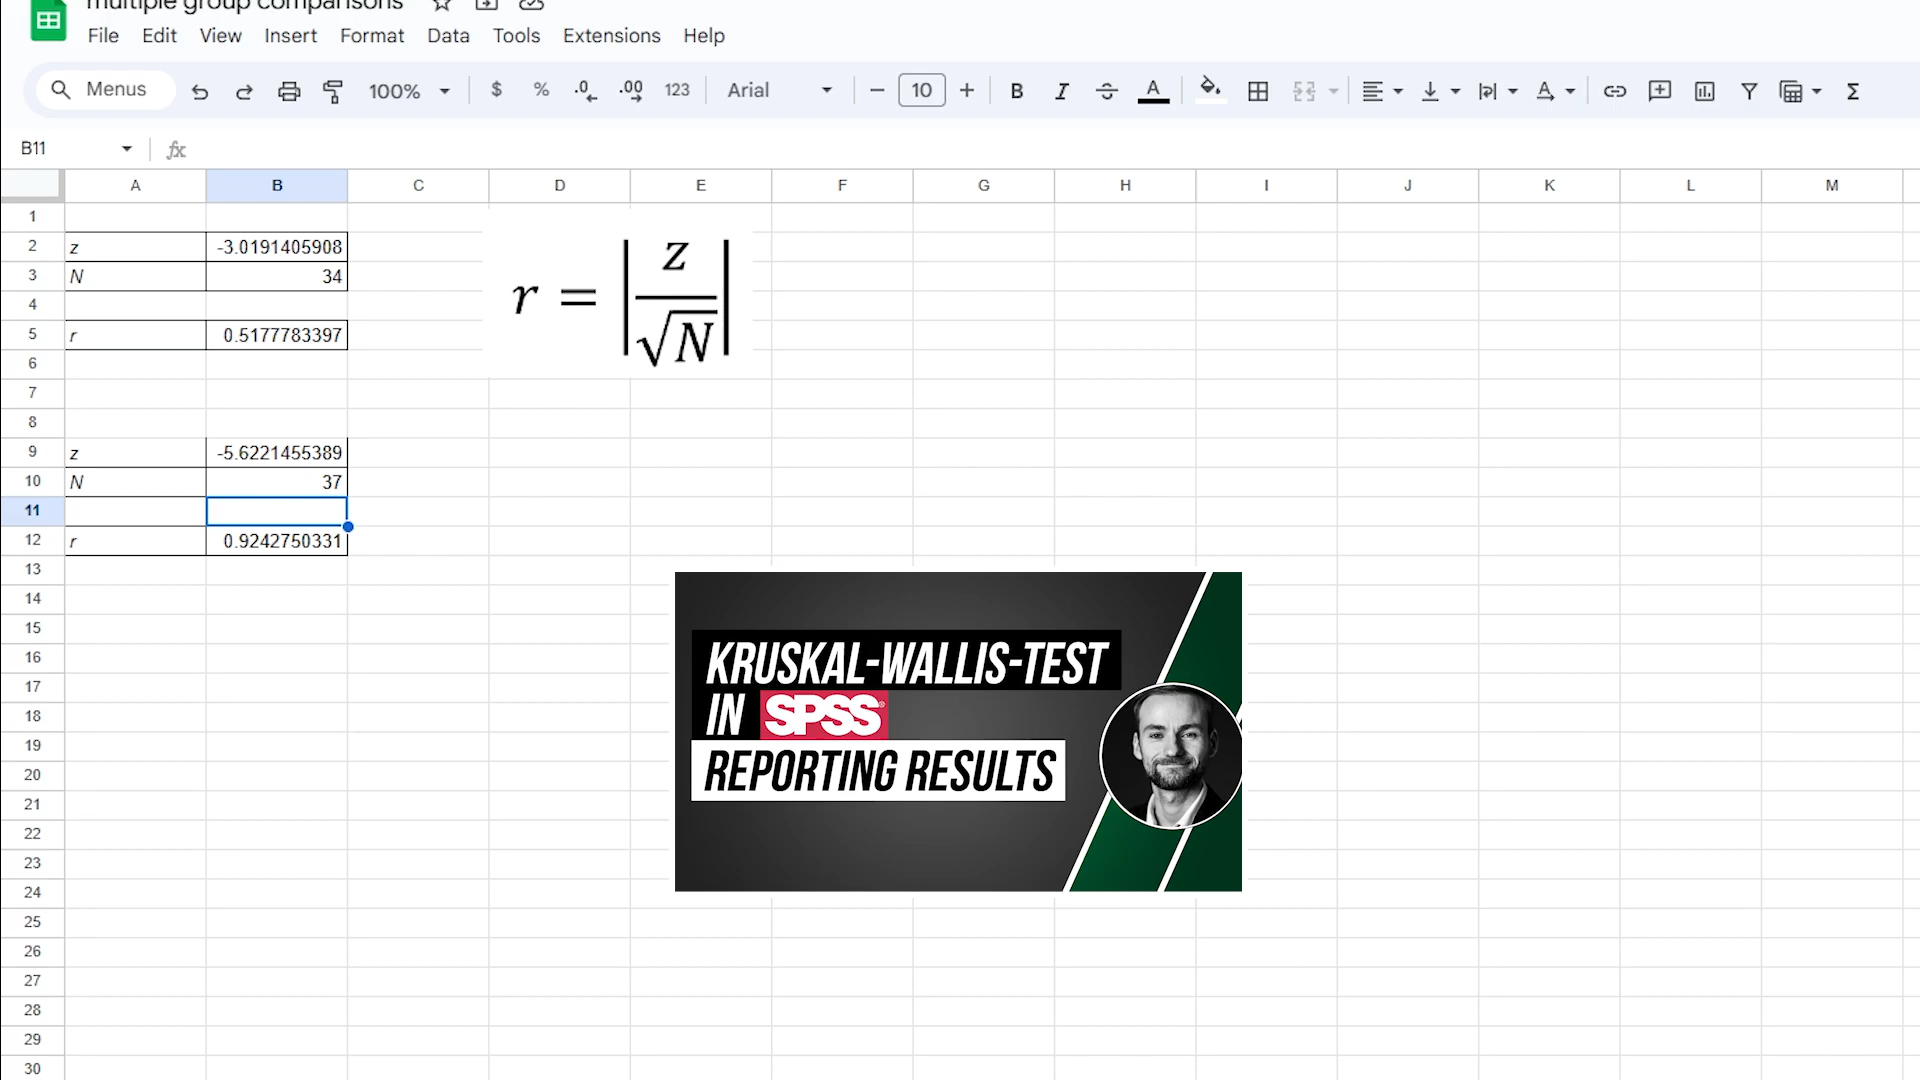 multiple group comparisons
File Edit View Insert Format Data Tools Extensions Help
Menus 100% $ % .0 .00 123 Arial 10 B I S A Σ
B11 fx
A B C D E F G H I J K L M
1
2 z -3.0191405908
3 N 34
4
5 r 0.5177783397
6
7
8
9 z -5.6221455389
10 N 37
11
12 r 0.9242750331
13
14
15
16
17
18
19
20
21
22
23
24
25
26
27
28
29
30
r = |z/√N|
KRUSKAL-WALLIS-TEST
IN SPSS®
REPORTING RESULTS